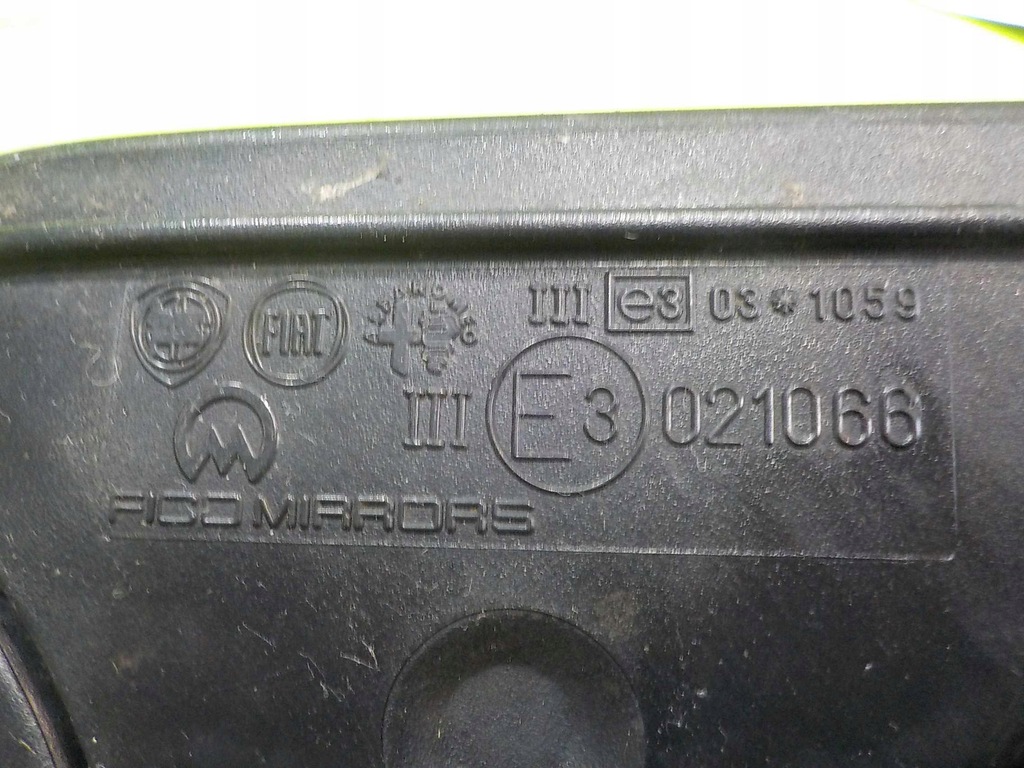 FIAT
III e3 03*1059
III E3 021066
FICO MIRRORS